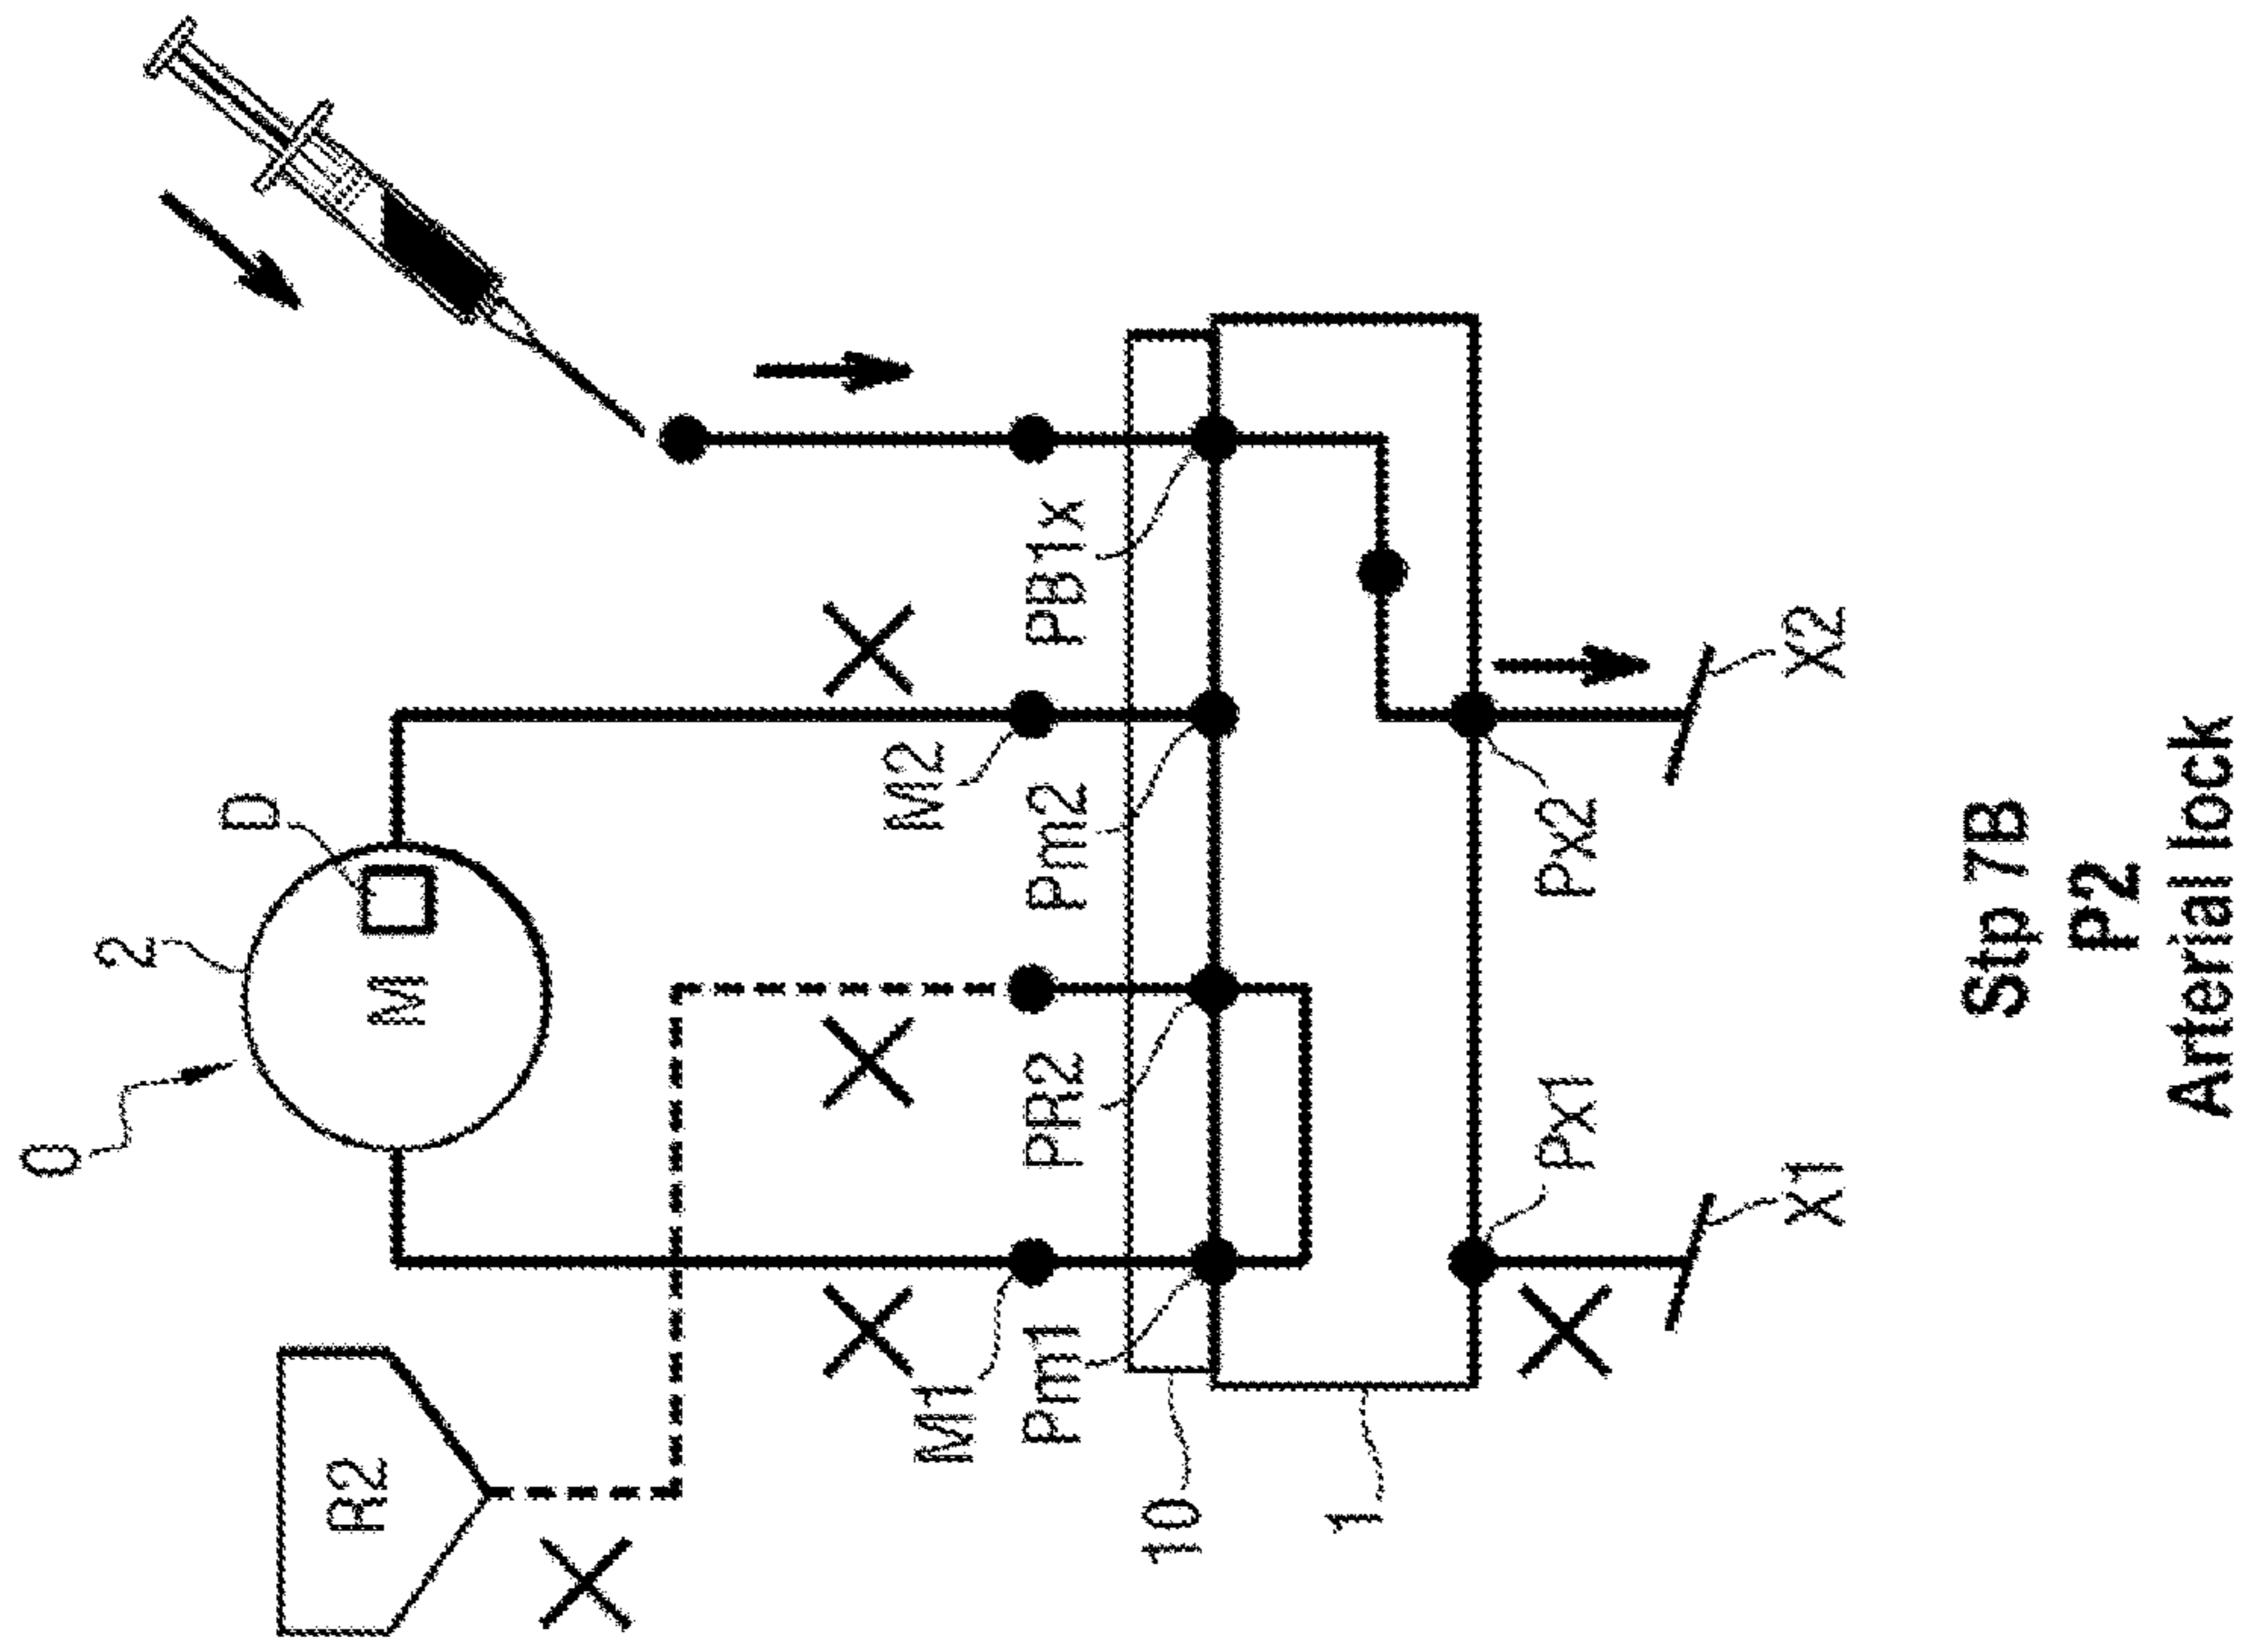 0
2
D
M
R2
M2
M1
PB1x
Pm2
PR2
Pm1
10
1
Px2
Px1
X2
X1
Stp 7B
P2
Arterial lock